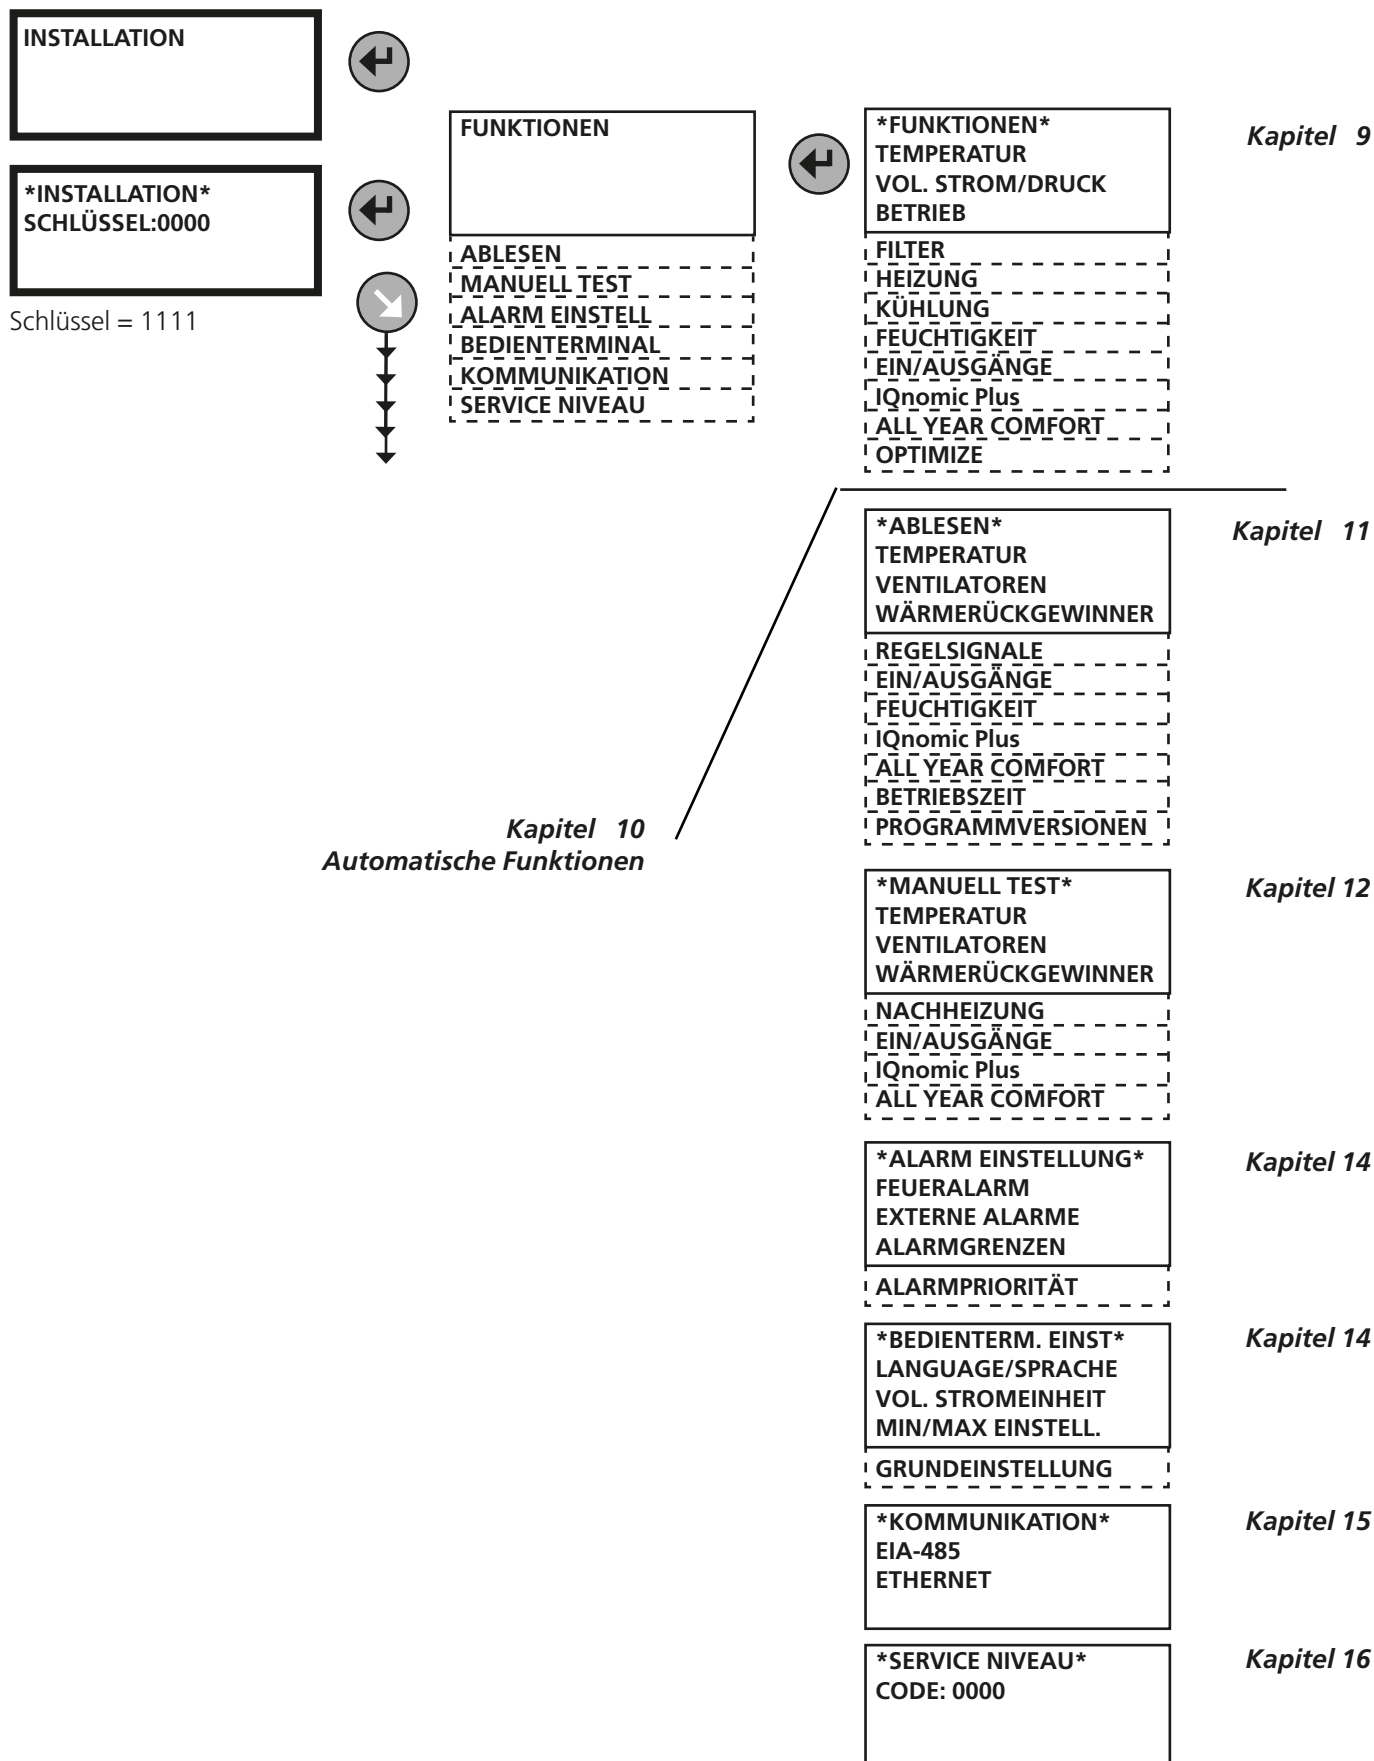 INSTALLATION
*INSTALLATION*
SCHLÜSSEL:0000
Schlüssel = 1111
FUNKTIONEN
ABLESEN
MANUELL TEST
ALARM EINSTELL
BEDIENTERMINAL
KOMMUNIKATION
SERVICE NIVEAU
*FUNKTIONEN*
TEMPERATUR
VOL. STROM/DRUCK
BETRIEB
FILTER
HEIZUNG
KÜHLUNG
FEUCHTIGKEIT
EIN/AUSGÄNGE
IQnomic Plus
ALL YEAR COMFORT
OPTIMIZE
Kapitel 9
Kapitel 10
Automatische Funktionen
*ABLESEN*
TEMPERATUR
VENTILATOREN
WÄRMERÜCKGEWINNER
REGELSIGNALE
EIN/AUSGÄNGE
FEUCHTIGKEIT
IQnomic Plus
ALL YEAR COMFORT
BETRIEBSZEIT
PROGRAMMVERSIONEN
Kapitel 11
*MANUELL TEST*
TEMPERATUR
VENTILATOREN
WÄRMERÜCKGEWINNER
NACHHEIZUNG
EIN/AUSGÄNGE
IQnomic Plus
ALL YEAR COMFORT
Kapitel 12
*ALARM EINSTELLUNG*
FEUERALARM
EXTERNE ALARME
ALARMGRENZEN
ALARMPRIORITÄT
Kapitel 14
*BEDIENTERM. EINST*
LANGUAGE/SPRACHE
VOL. STROMEINHEIT
MIN/MAX EINSTELL.
GRUNDEINSTELLUNG
Kapitel 14
*KOMMUNIKATION*
EIA-485
ETHERNET
Kapitel 15
*SERVICE NIVEAU*
CODE: 0000
Kapitel 16